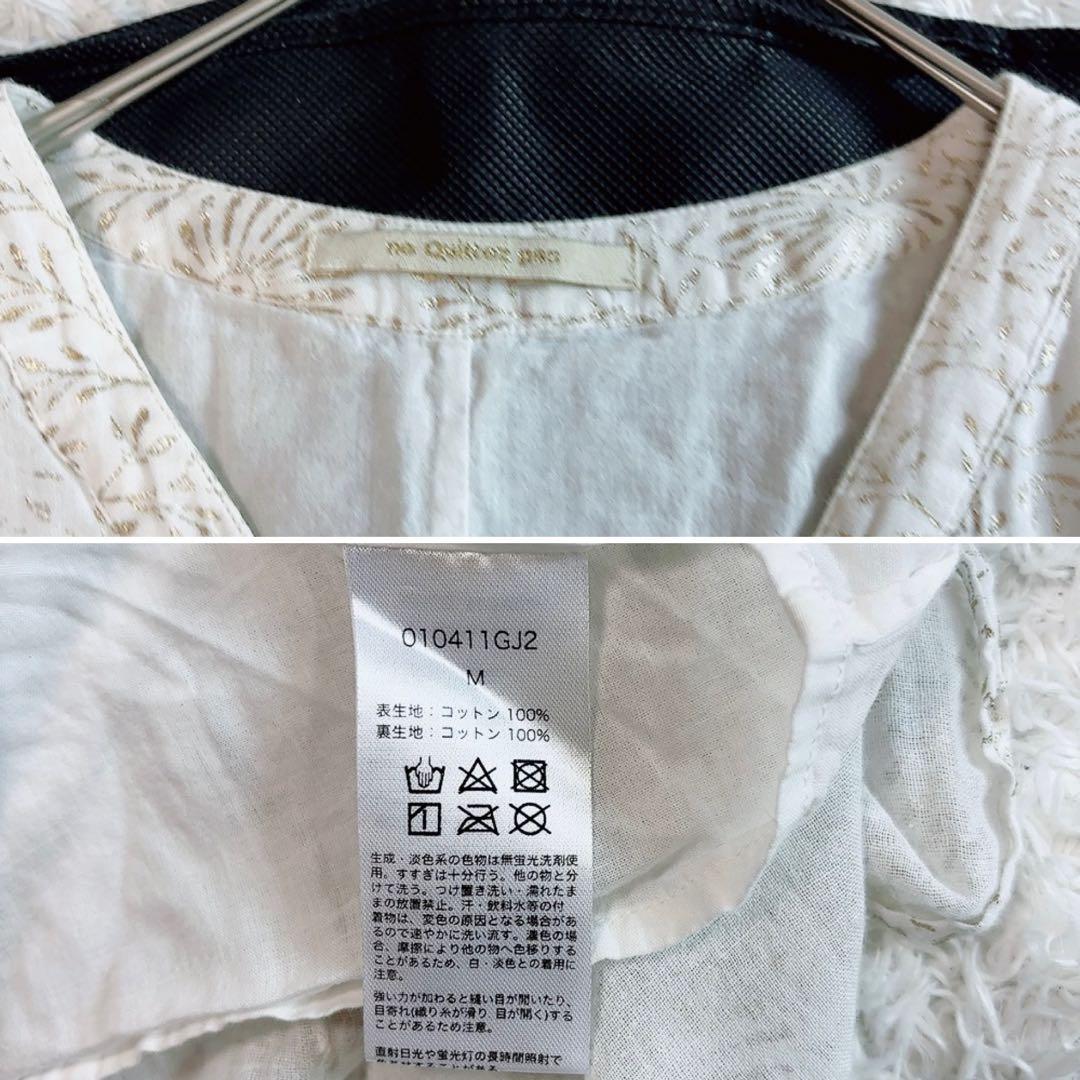 ne Quittez pas
010411GJ2
M
表生地：コットン 100%
裏生地：コットン 100%
生成・淡色系の色物は無蛍光洗剤使
用。すすぎは十分行う。他の物と分
けて洗う。つけ置き洗い・濡れたま
まの放置禁止。汗・飲料水等の付
着物は、変色の原因となる場合があ
るので速やかに洗い流す。濃色の場
合、摩擦により他の物へ色移りする
ことがあるため、白・淡色との着用に
注意。
強い力が加わると縫い目が開いたり、
目寄れ(織り糸が滑り 目が開く)する
ことがあるため注意。
直射日光や蛍光灯の長時間照射で